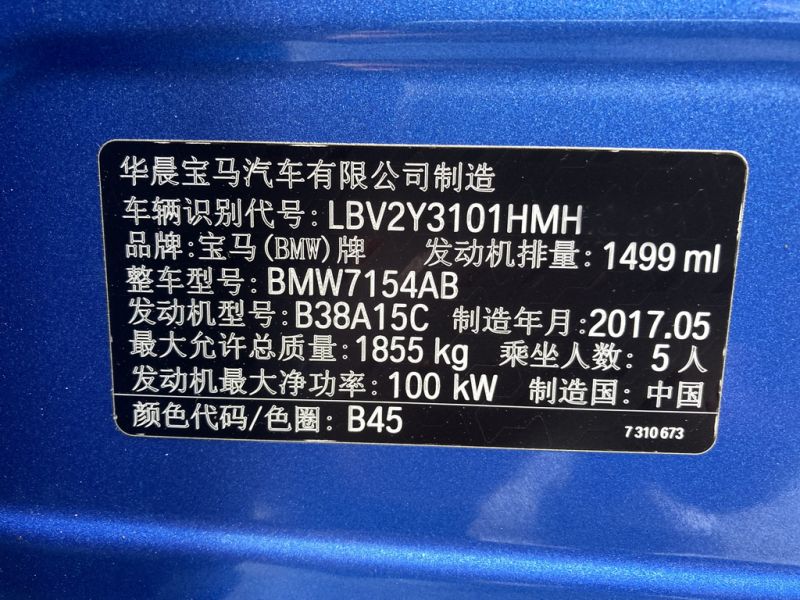 华晨宝马汽车有限公司制造
车辆识别代号: LBV2Y3101HMH
品牌: 宝马(BMW)牌 发动机排量: 1499 ml
整车型号: BMW7154AB
发动机型号: B38A15C 制造年月: 2017.05
最大允许总质量: 1855 kg 乘坐人数: 5 人
发动机最大净功率: 100 kW 制造国: 中国
颜色代码/色圈: B45 7 310 673